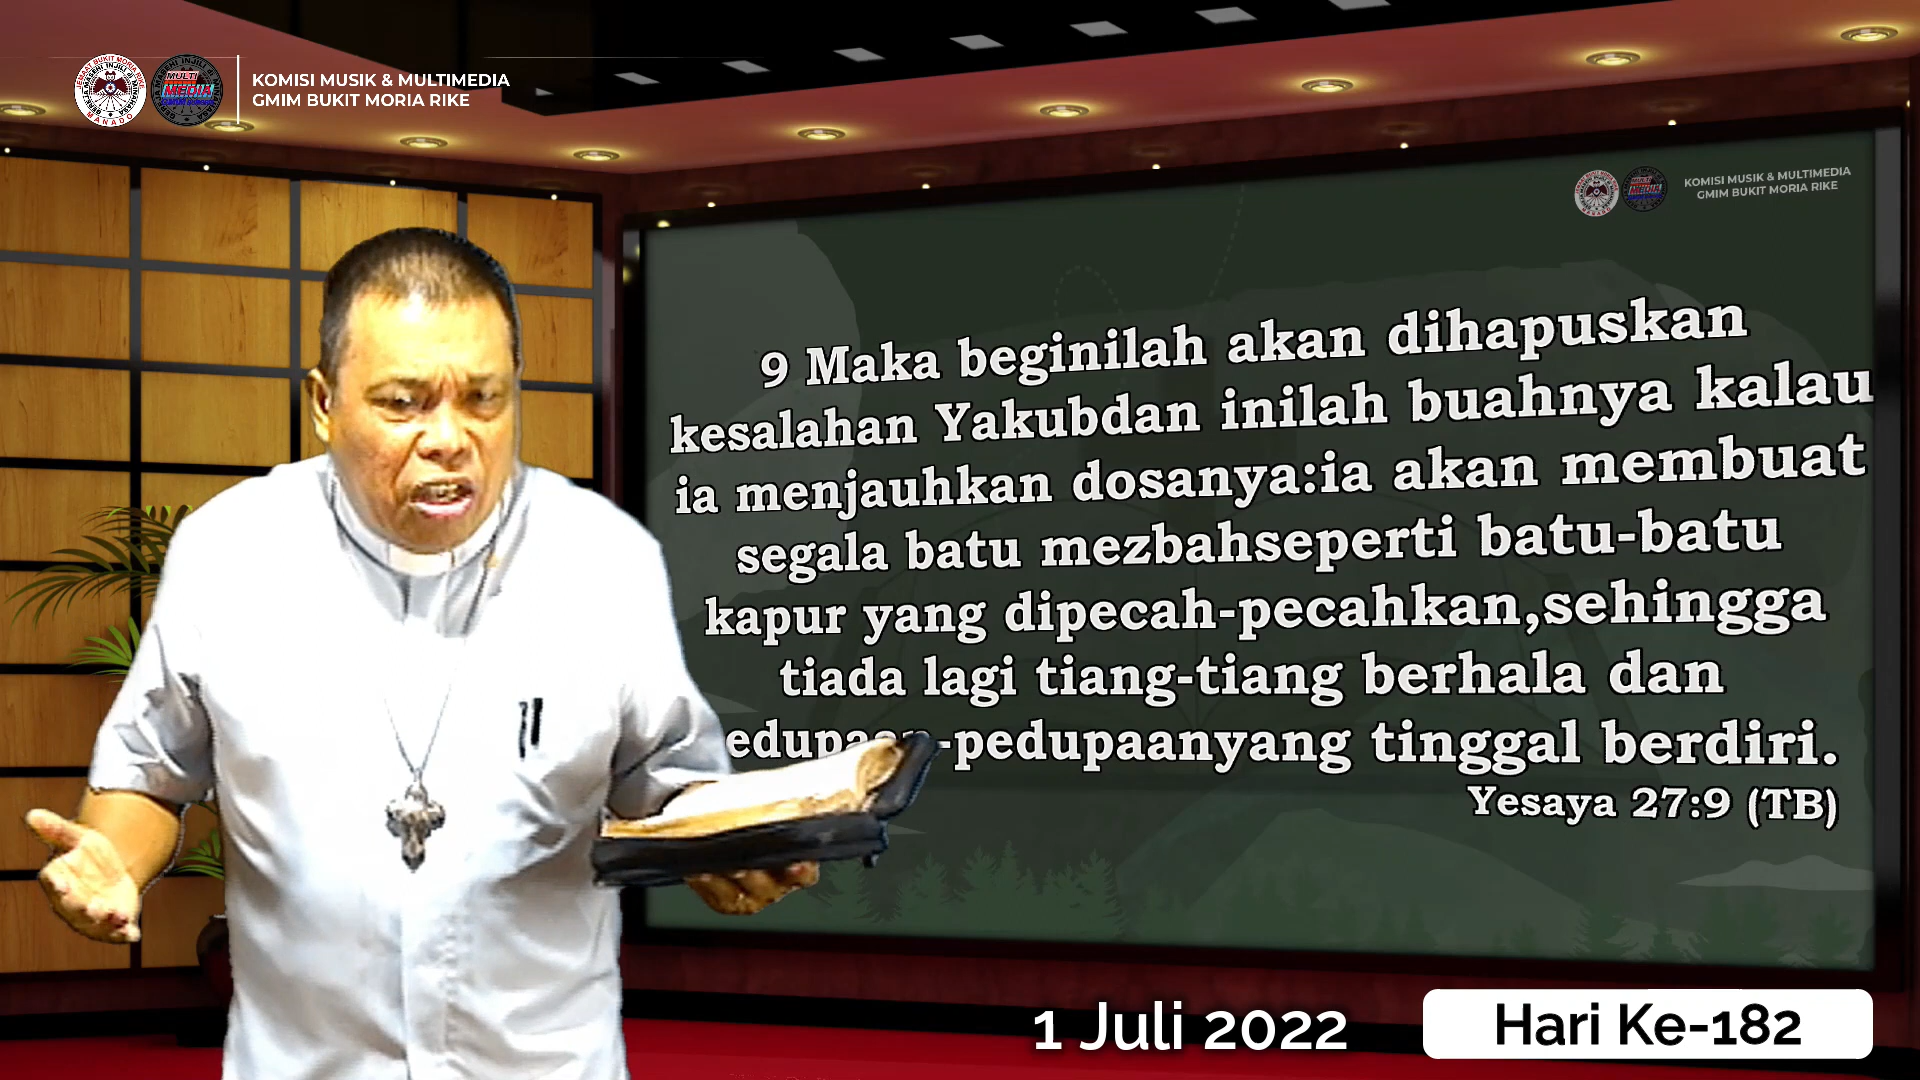 KOMISI MUSIK & MULTIMEDIA
GMIM BUKIT MORIA RIKE
MULTI
MEDIA
MANADO
KOMISI MUSIK & MULTIMEDIA
GMIM BUKIT MORIA RIKE
9 Maka beginilah akan dihapuskan
kesalahan Yakubdan inilah buahnya kalau
ia menjauhkan dosanya:ia akan membuat
segala batu mezbahseperti batu-batu
kapur yang dipecah-pecahkan,sehingga
tiada lagi tiang-tiang berhala dan
-pedupaanyang tinggal berdiri.
Yesaya 27:9 (TB)
1 Juli 2022
Hari Ke-182